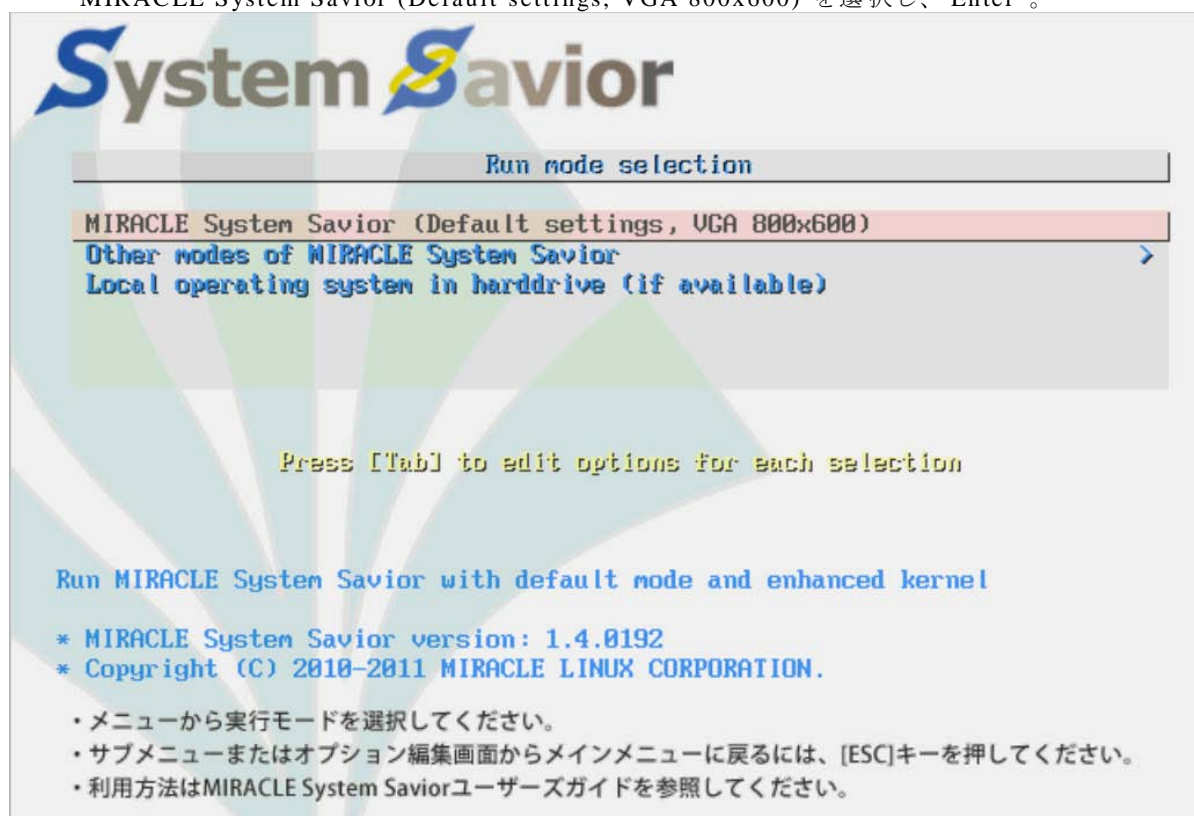 MIRACLE System Savior (Default settings, VGA 800x600) を選択し、 Enter 。
System Savior
Run mode selection
MIRACLE System Savior (Default settings, VGA 800x600)
Other modes of MIRACLE System Savior >
Local operating system in harddrive (if available)
Press [Tab] to edit options for each selection
Run MIRACLE System Savior with default mode and enhanced kernel
* MIRACLE System Savior version: 1.4.0192
* Copyright (C) 2010-2011 MIRACLE LINUX CORPORATION.
・メニューから実行モードを選択してください。
・サブメニューまたはオプション編集画面からメインメニューに戻るには、[ESC]キーを押してください。
・利用方法はMIRACLE System Saviorユーザーズガイドを参照してください。